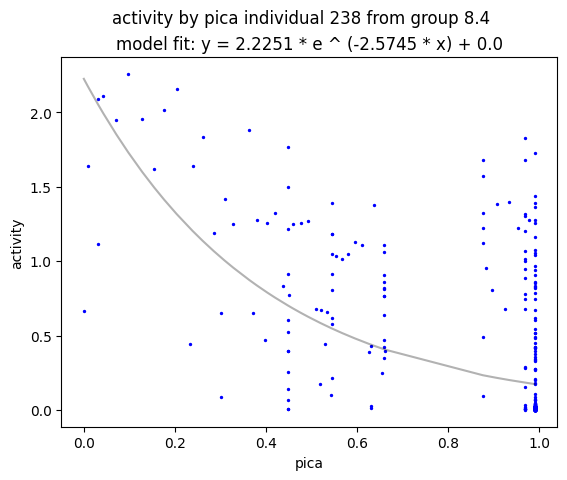 activity by pica individual 238 from group 8.4
model fit: y = 2.2251 * e ^ (-2.5745 * x) + 0.0
2.0
1.5
1.0
0.5
0.0
activity
0.0 0.2 0.4 0.6 0.8 1.0
pica